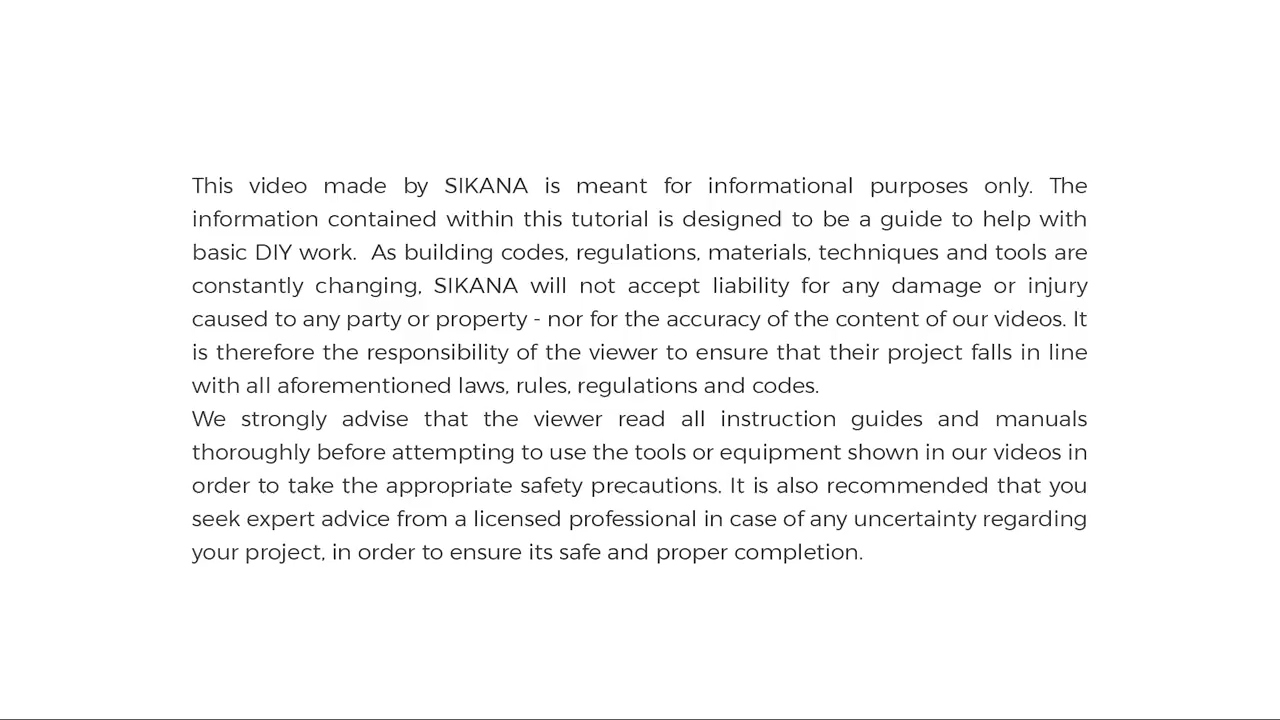 This video made by SIKANA is meant for informational purposes only. The
information contained within this tutorial is designed to be a guide to help with
basic DIY work.  As building codes, regulations, materials, techniques and tools are
constantly changing, SIKANA will not accept liability for any damage or injury
caused to any party or property - nor for the accuracy of the content of our videos. It
is therefore the responsibility of the viewer to ensure that their project falls in line
with all aforementioned laws, rules, regulations and codes.
We strongly advise that the viewer read all instruction guides and manuals
thoroughly before attempting to use the tools or equipment shown in our videos in
order to take the appropriate safety precautions. It is also recommended that you
seek expert advice from a licensed professional in case of any uncertainty regarding
your project, in order to ensure its safe and proper completion.